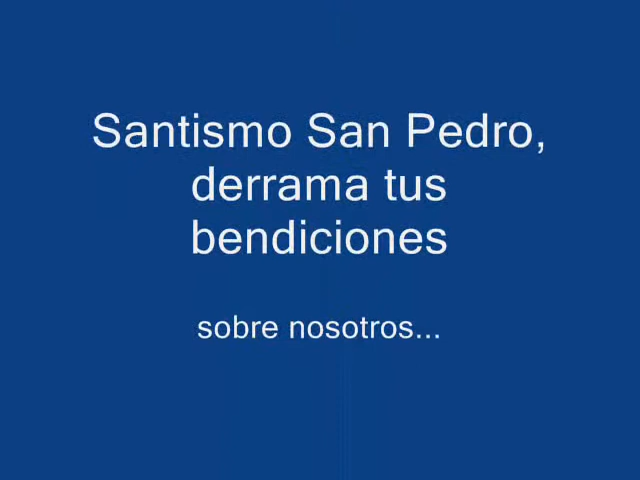 Santismo San Pedro,
derrama tus
bendiciones
sobre nosotros...